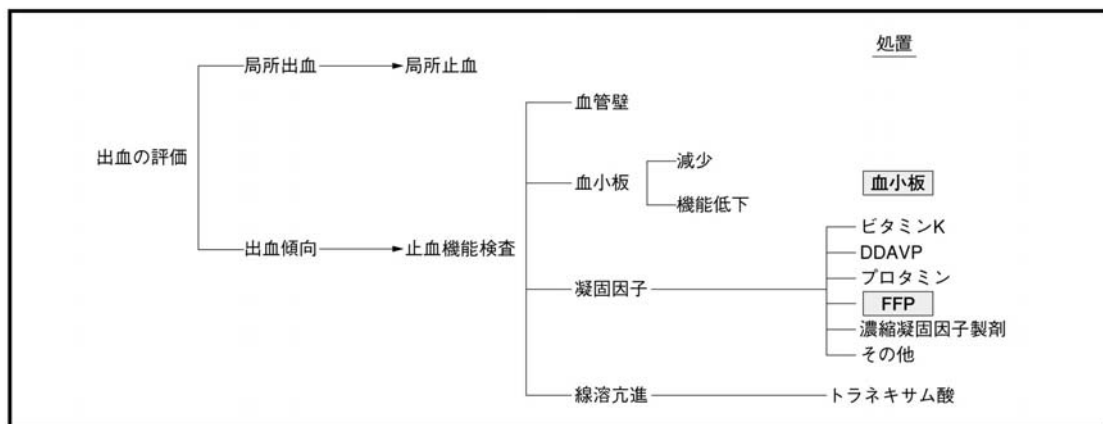 処置
局所出血
局所止血
血管壁
出血の評価
減少
血小板
血小板
機能低下
ビタミンK
出血傾向
止血機能検査
DDAVP
プロタミン
凝固因子
FFP
濃縮凝固因子製剤
その他
線溶亢進
トラネキサム酸